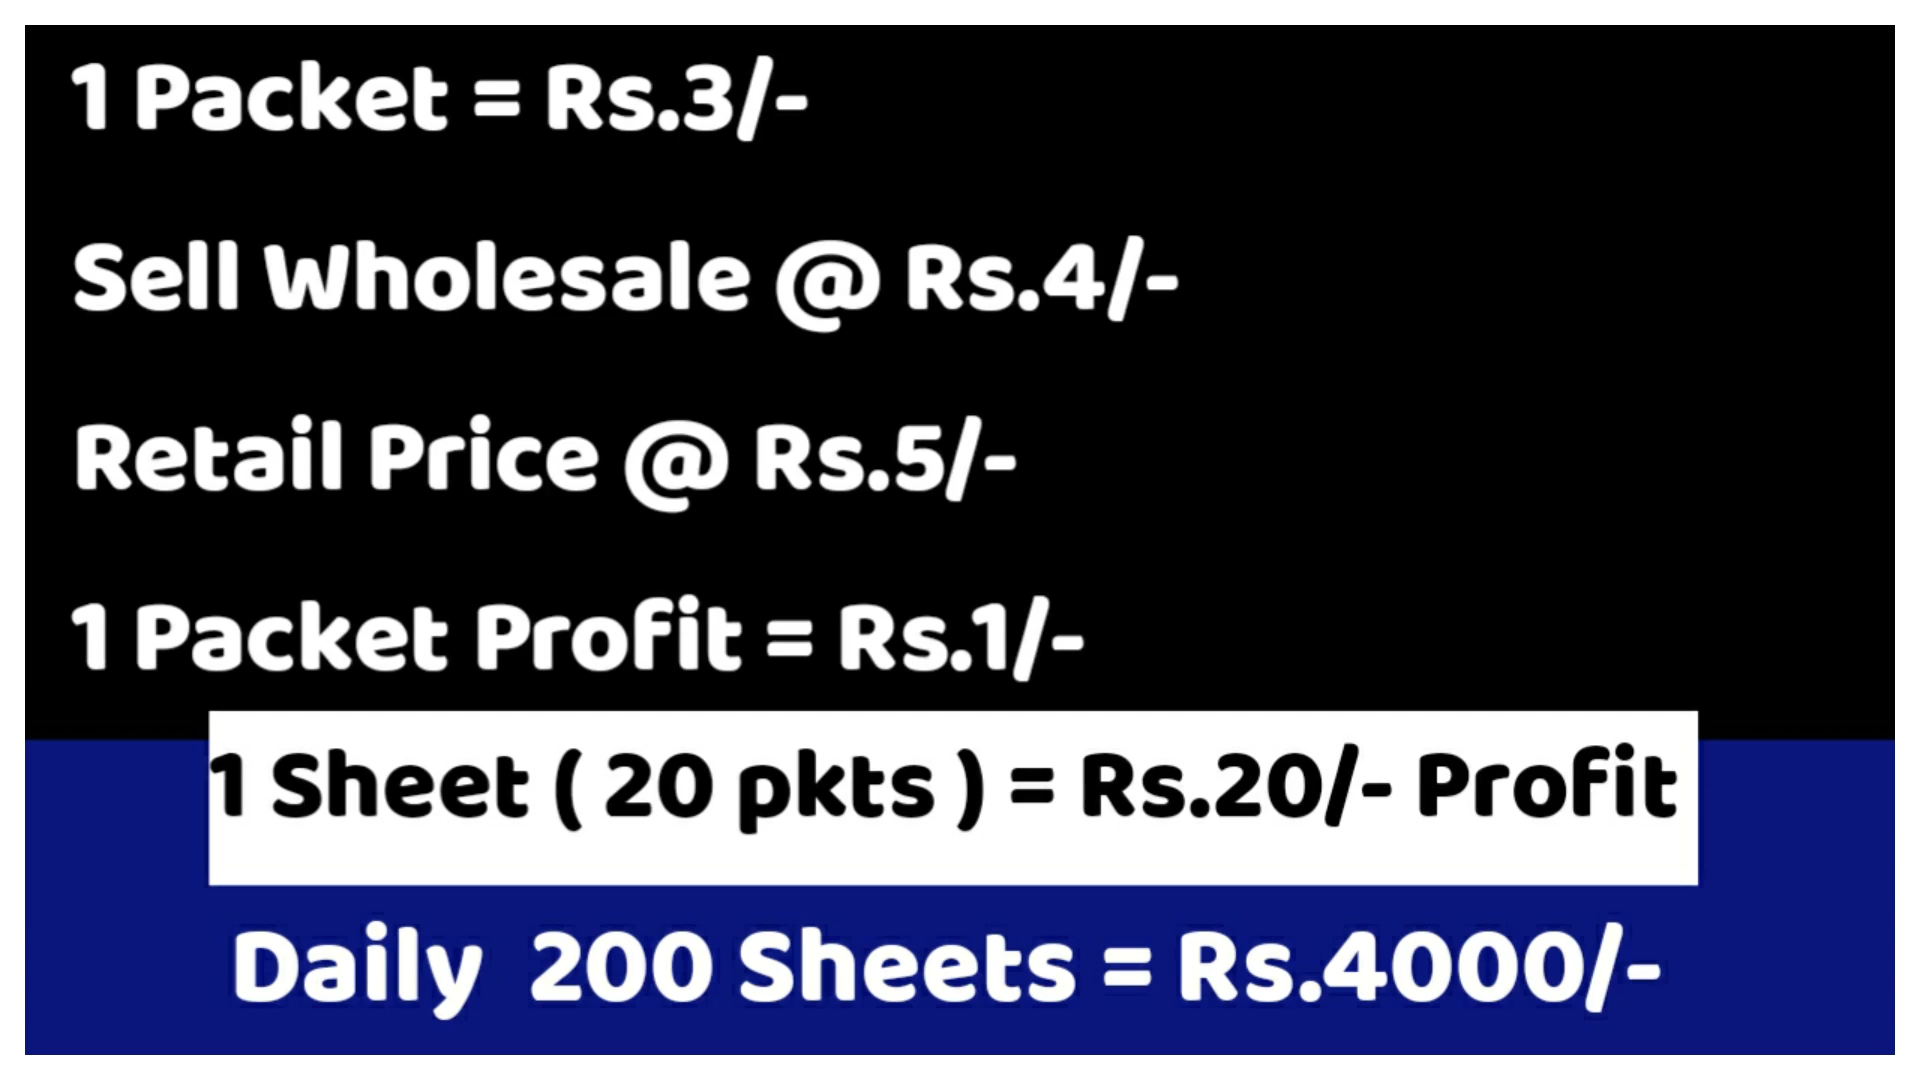 1 Packet = Rs.3/-
Sell Wholesale @ Rs.4/-
Retail Price @ Rs.5/-
1 Packet Profit = Rs.1/-
1 Sheet ( 20 pkts ) = Rs.20/- Profit
Daily 200 Sheets = Rs.4000/-